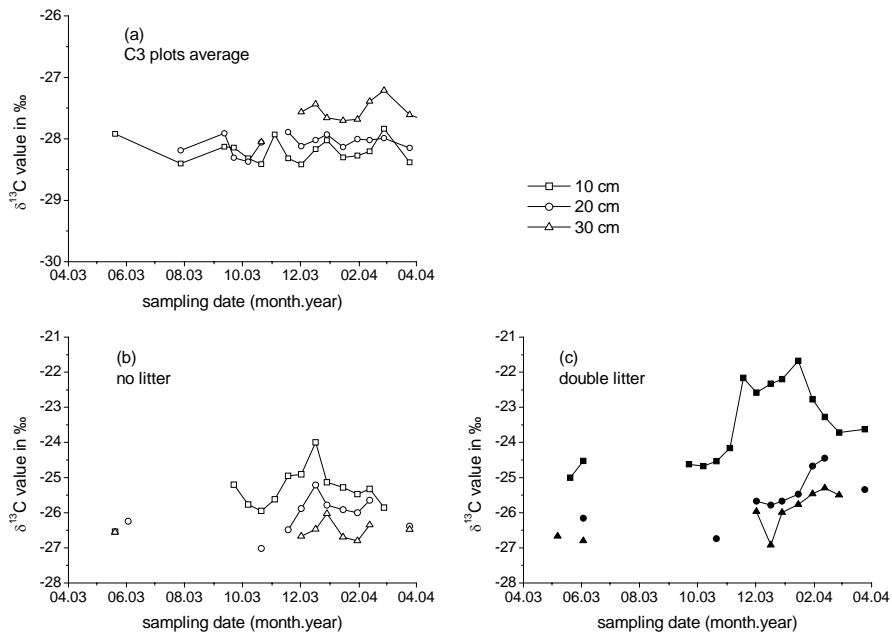 -26
-27
-28
-29
-30
(a)
C3 plots average
δ13C value in ‰
04.03 06.03 08.03 10.03 12.03 02.04 04.04
sampling date (month.year)
10 cm
20 cm
30 cm
-21
-22
-23
-24
-25
-26
-27
-28
(b)
no litter
δ13C value in ‰
04.03 06.03 08.03 10.03 12.03 02.04 04.04
sampling date (month.year)
-21
-22
-23
-24
-25
-26
-27
-28
(c)
double litter
δ13C value in ‰
04.03 06.03 08.03 10.03 12.03 02.04 04.04
sampling date (month.year)